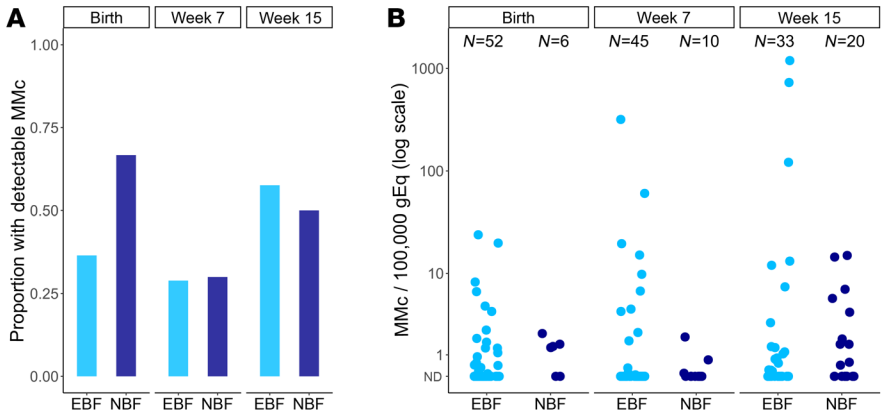 A
Birth Week 7 Week 15
Proportion with detectable MMc
1.00
0.75
0.50
0.25
0.00
EBF NBF EBF NBF EBF NBF
B
Birth Week 7 Week 15
N=52 N=6 N=45 N=10 N=33 N=20
MMc / 100,000 gEq (log scale)
1000
100
10
1
ND
EBF NBF EBF NBF EBF NBF